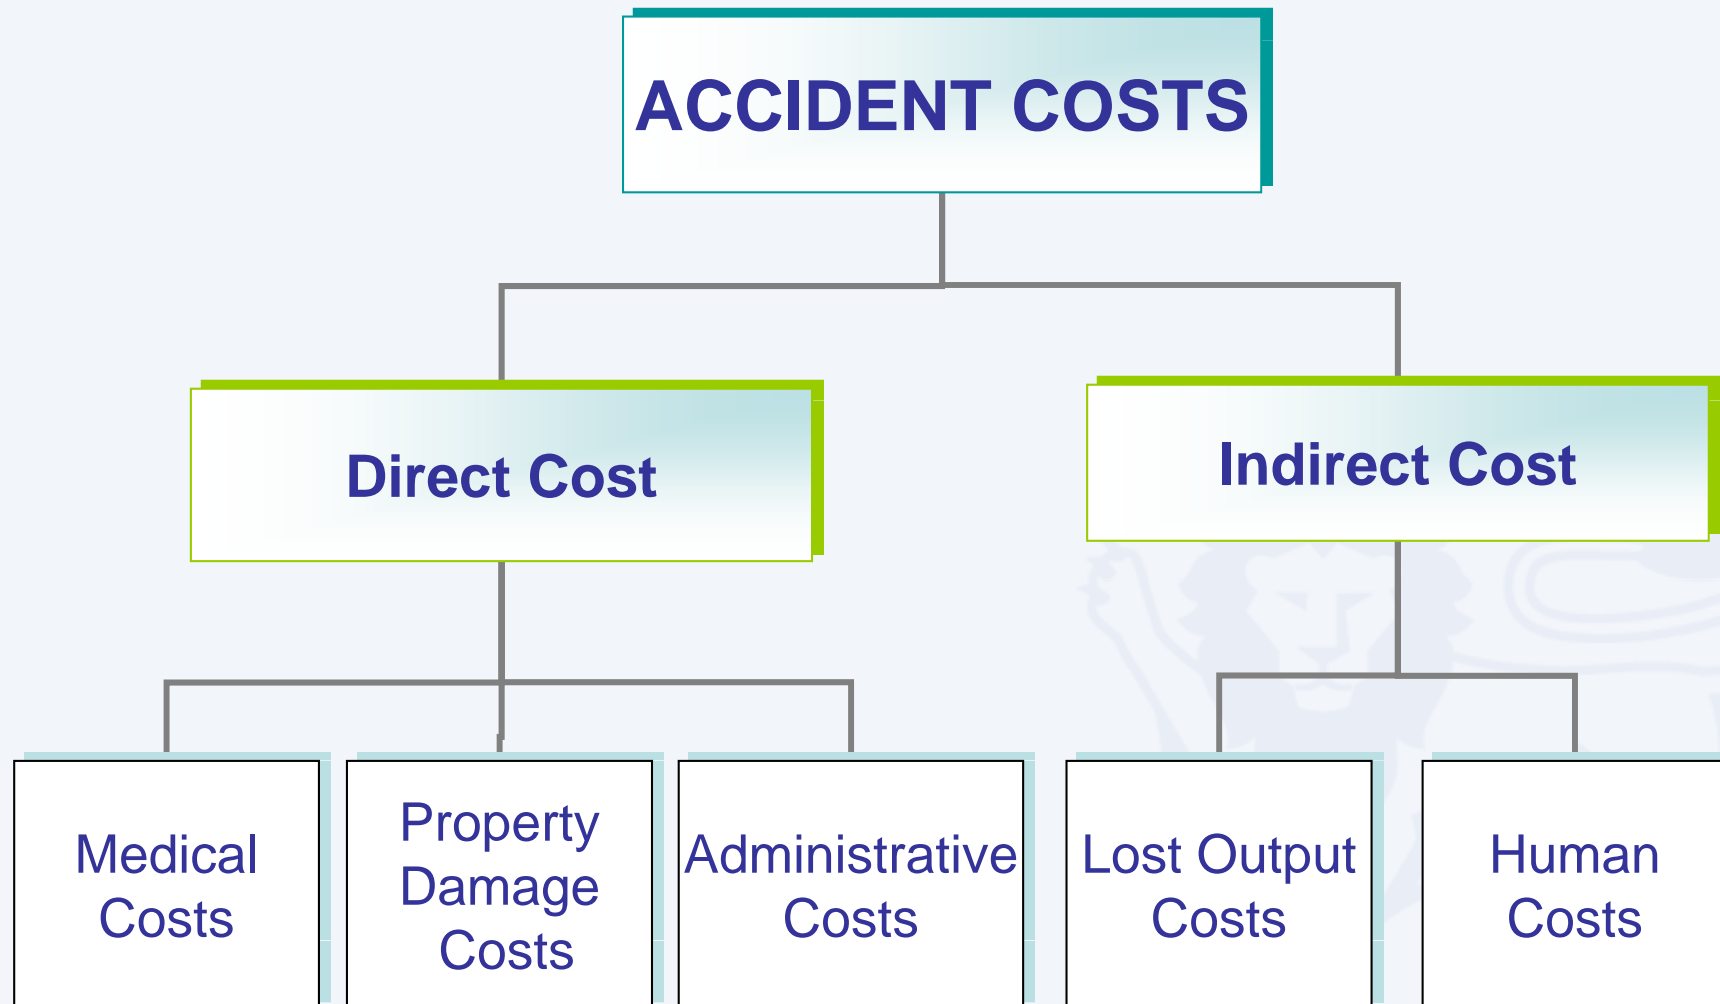 ACCIDENT COSTS
Direct Cost
Indirect Cost
Medical
Costs
Property
Damage
Costs
Administrative
Costs
Lost Output
Costs
Human
Costs